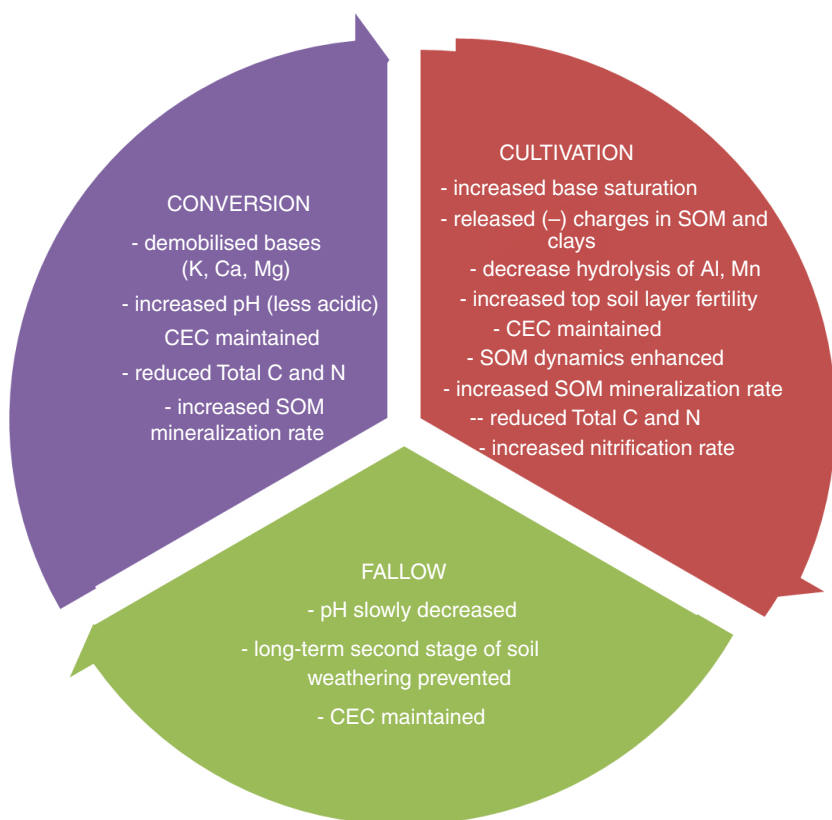 CONVERSION
- demobilised bases
(K, Ca, Mg)
- increased pH (less acidic)
CEC maintained
- reduced Total C and N
- increased SOM
mineralization rate
CULTIVATION
- increased base saturation
- released (–) charges in SOM and
clays
- decrease hydrolysis of Al, Mn
- increased top soil layer fertility
- CEC maintained
- SOM dynamics enhanced
- increased SOM mineralization rate
-- reduced Total C and N
- increased nitrification rate
FALLOW
- pH slowly decreased
- long-term second stage of soil
weathering prevented
- CEC maintained